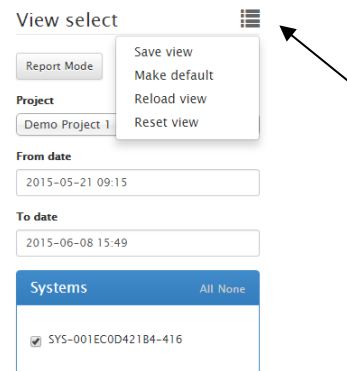 View select
Save view
Report Mode
Make default
Reload view
Project
Demo Project 1
Reset view
From date
2015-05-21 09:15
To date
2015-06-08 15:49
Systems All None
SYS-001EC0D421B4-416